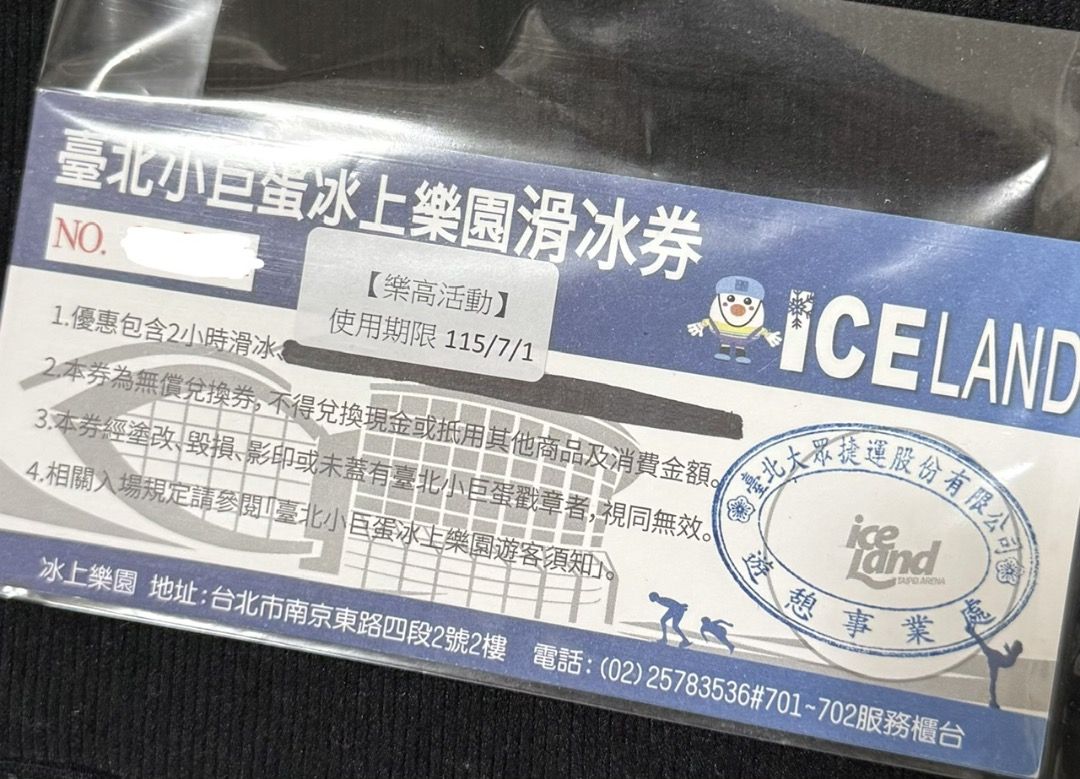 臺北小巨蛋冰上樂園滑冰券
NO.
【樂高活動】
使用期限 115/7/1
ICELAND
1.優惠包含2小時滑冰、
2.本券為無償兌換券,不得兌換現金或抵用其他商品及消費金額。
3.本券經塗改、毀損、影印或未蓋有臺北小巨蛋戳章者,視同無效。
4.相關入場規定請參閱「臺北小巨蛋冰上樂園遊客須知」。
臺北大眾捷運股份有限公司
ice
Land
TAIPEI ARENA
游憩事業處
冰上樂園 地址:台北市南京東路四段2號2樓 電話:(02)25783536#701~702服務櫃台